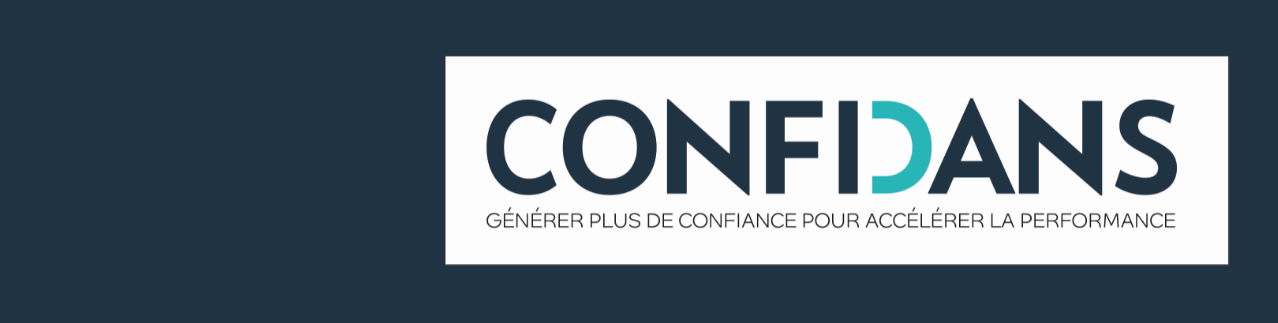 CONFIDANS
GÉNÉRER PLUS DE CONFIANCE POUR ACCÉLÉRER LA PERFORMANCE